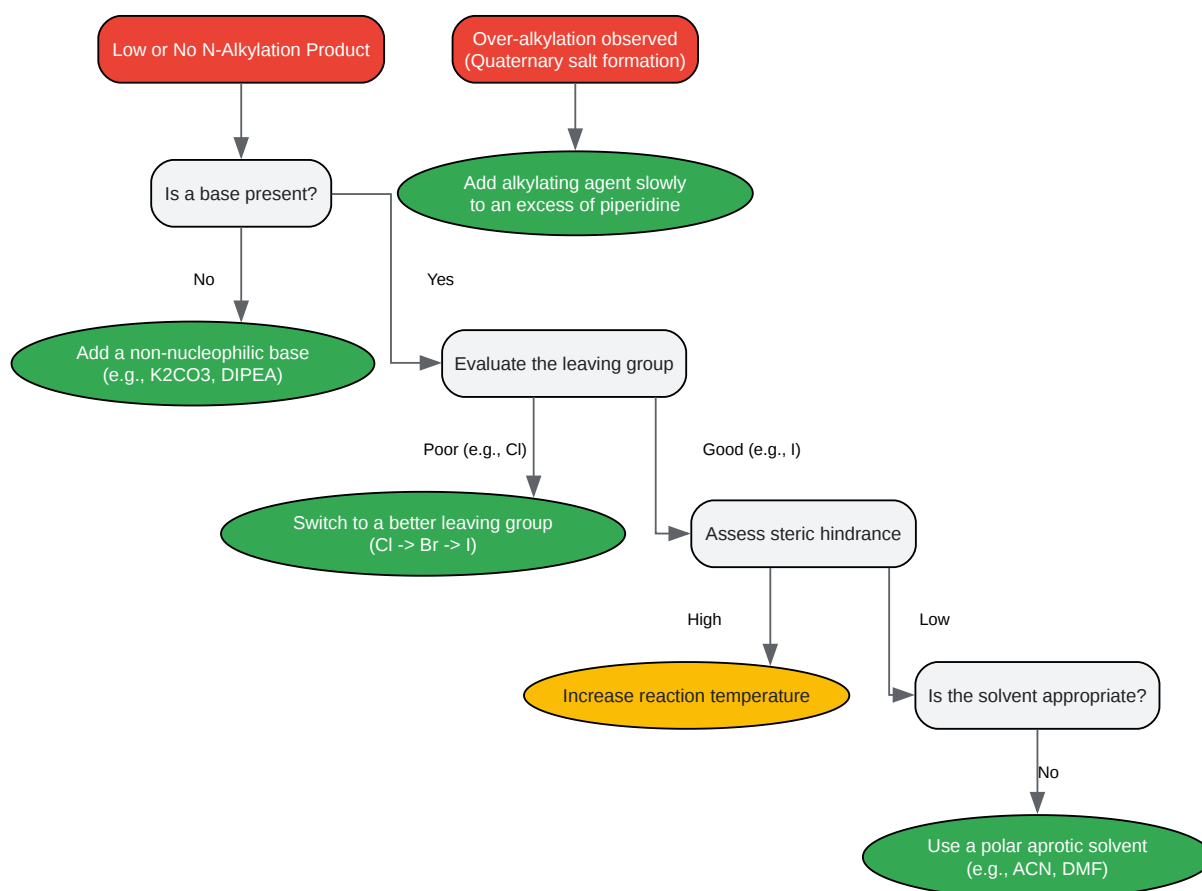 Low or No N-Alkylation Product
Over-alkylation observed
(Quaternary salt formation)
Is a base present?
Add alkylating agent slowly
to an excess of piperidine
No
Yes
Add a non-nucleophilic base
(e.g., K2CO3, DIPEA)
Evaluate the leaving group
Poor (e.g., Cl)
Good (e.g., I)
Switch to a better leaving group
(Cl -> Br -> I)
Assess steric hindrance
High
Low
Increase reaction temperature
Is the solvent appropriate?
No
Use a polar aprotic solvent
(e.g., ACN, DMF)